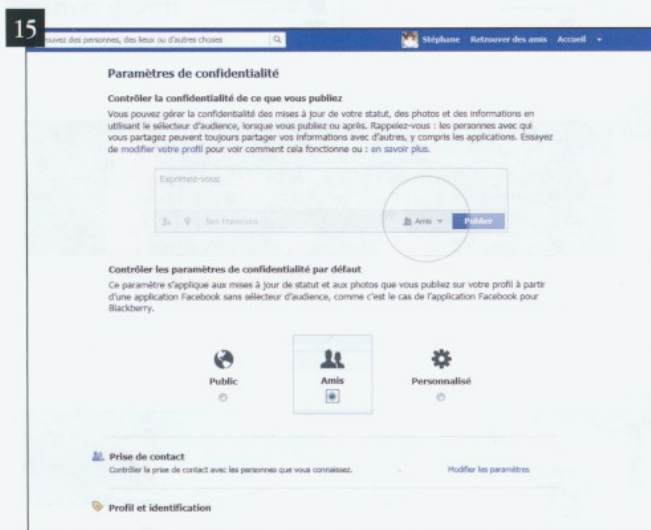 15
ouvez des personnes, des lieux ou d'autres choses Stéphane Retrouver des amis Accueil
Paramètres de confidentialité
Contrôler la confidentialité de ce que vous publiez
Vous pouvez gérer la confidentialité des mises à jour de votre statut, des photos et des informations en
utilisant le sélecteur d'audience, lorsque vous publiez ou après. Rappelez-vous : les personnes avec qui
vous partagez peuvent toujours partager vos informations avec d'autres, y compris les applications. Essayez
de modifier votre profil pour voir comment cela fonctionne ou : en savoir plus.
Exprimez-vous
San Francisco Amis Publier
Contrôler les paramètres de confidentialité par défaut
Ce paramètre s'applique aux mises à jour de statut et aux photos que vous publiez sur votre profil à partir
d'une application Facebook sans sélecteur d'audience, comme c'est le cas de l'application Facebook pour
Blackberry.
Public Amis Personnalisé
Prise de contact
Contrôler la prise de contact avec les personnes que vous connaissez. Modifier les paramètres
Profil et identification